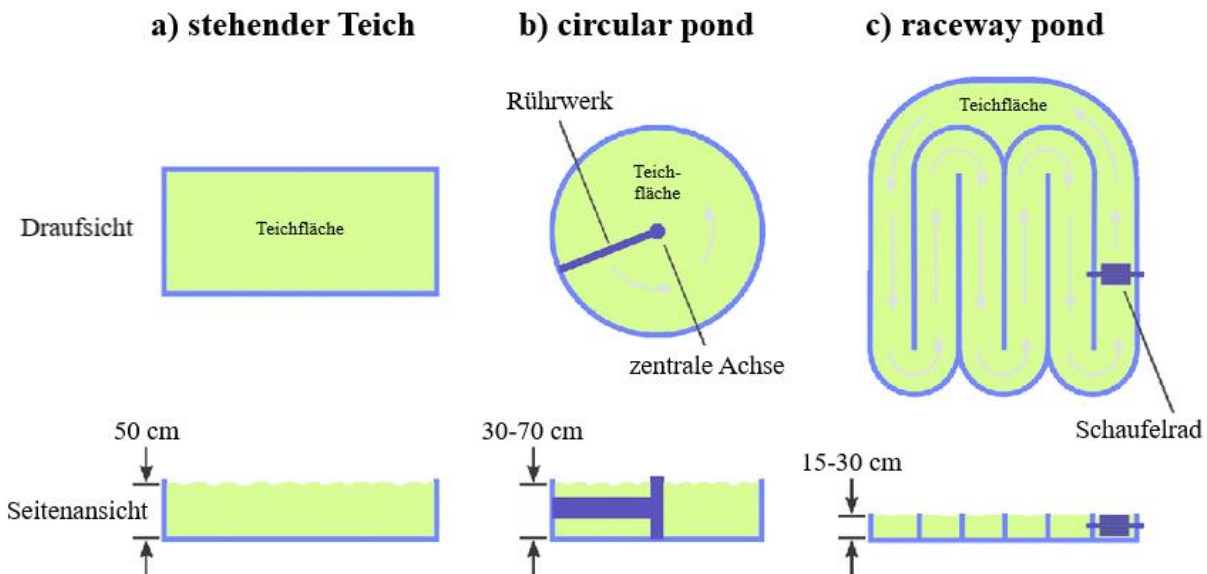 a) stehender Teich
b) circular pond
c) raceway pond
Rührwerk
Teichfläche
Teich-
fläche
Draufsicht
Teichfläche
zentrale Achse
Schaufelrad
50 cm
30-70 cm
15-30 cm
Seitenansicht